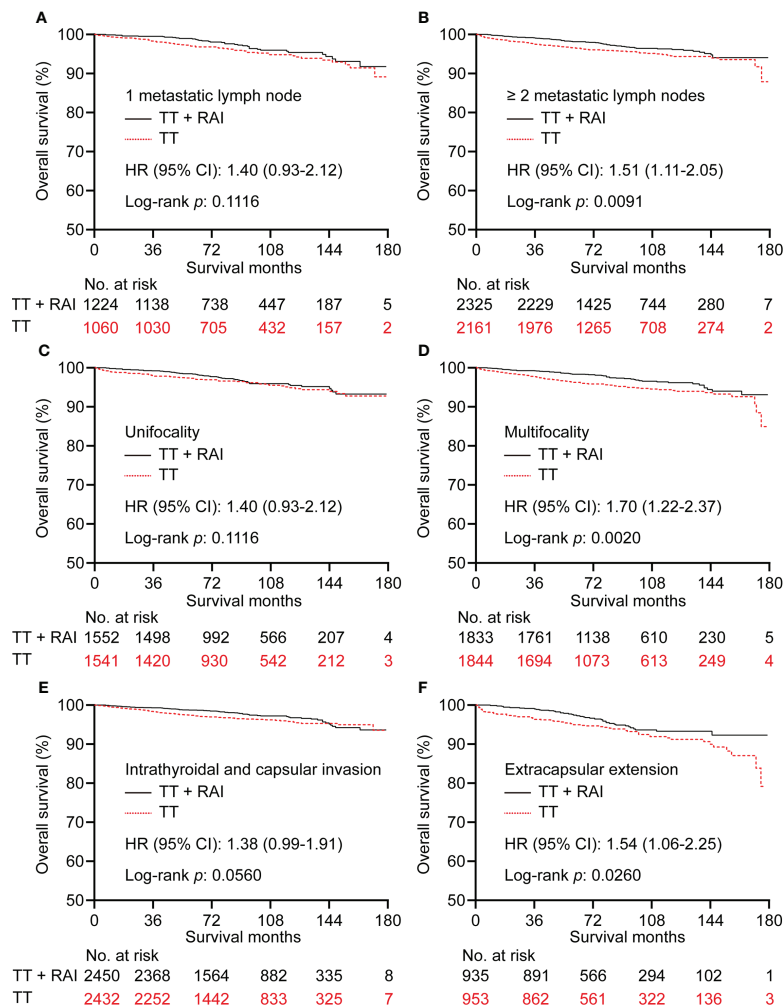 A
100
90
80
70
60
50
Overall survival (%)
1 metastatic lymph node
TT + RAI
TT
HR (95% CI): 1.40 (0.93-2.12)
Log-rank p: 0.1116
0 36 72 108 144 180
Survival months
No. at risk
TT + RAI 1224 1138 738 447 187 5
TT 1060 1030 705 432 157 2
B
100
90
80
70
60
50
Overall survival (%)
≥ 2 metastatic lymph nodes
TT + RAI
TT
HR (95% CI): 1.51 (1.11-2.05)
Log-rank p: 0.0091
0 36 72 108 144 180
Survival months
No. at risk
2325 2229 1425 744 280 7
2161 1976 1265 708 274 2
C
100
90
80
70
60
50
Overall survival (%)
Unifocality
TT + RAI
TT
HR (95% CI): 1.40 (0.93-2.12)
Log-rank p: 0.1116
0 36 72 108 144 180
Survival months
No. at risk
TT + RAI 1552 1498 992 566 207 4
TT 1541 1420 930 542 212 3
D
100
90
80
70
60
50
Overall survival (%)
Multifocality
TT + RAI
TT
HR (95% CI): 1.70 (1.22-2.37)
Log-rank p: 0.0020
0 36 72 108 144 180
Survival months
No. at risk
1833 1761 1138 610 230 5
1844 1694 1073 613 249 4
E
100
90
80
70
60
50
Overall survival (%)
Intrathyroidal and capsular invasion
TT + RAI
TT
HR (95% CI): 1.38 (0.99-1.91)
Log-rank p: 0.0560
0 36 72 108 144 180
Survival months
No. at risk
TT + RAI 2450 2368 1564 882 335 8
TT 2432 2252 1442 833 325 7
F
100
90
80
70
60
50
Overall survival (%)
Extracapsular extension
TT + RAI
TT
HR (95% CI): 1.54 (1.06-2.25)
Log-rank p: 0.0260
0 36 72 108 144 180
Survival months
No. at risk
935 891 566 294 102 1
953 862 561 322 136 3